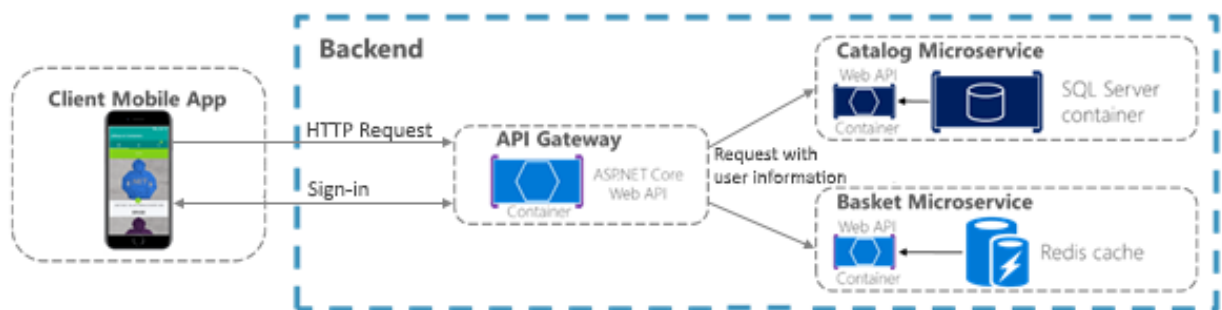 Backend
Client Mobile App
HTTP Request
Sign-in
API Gateway
ASP.NET Core
Web API
Container
Request with
user information
Catalog Microservice
Web API
Container
SQL Server
container
Basket Microservice
Web API
Container
Redis cache